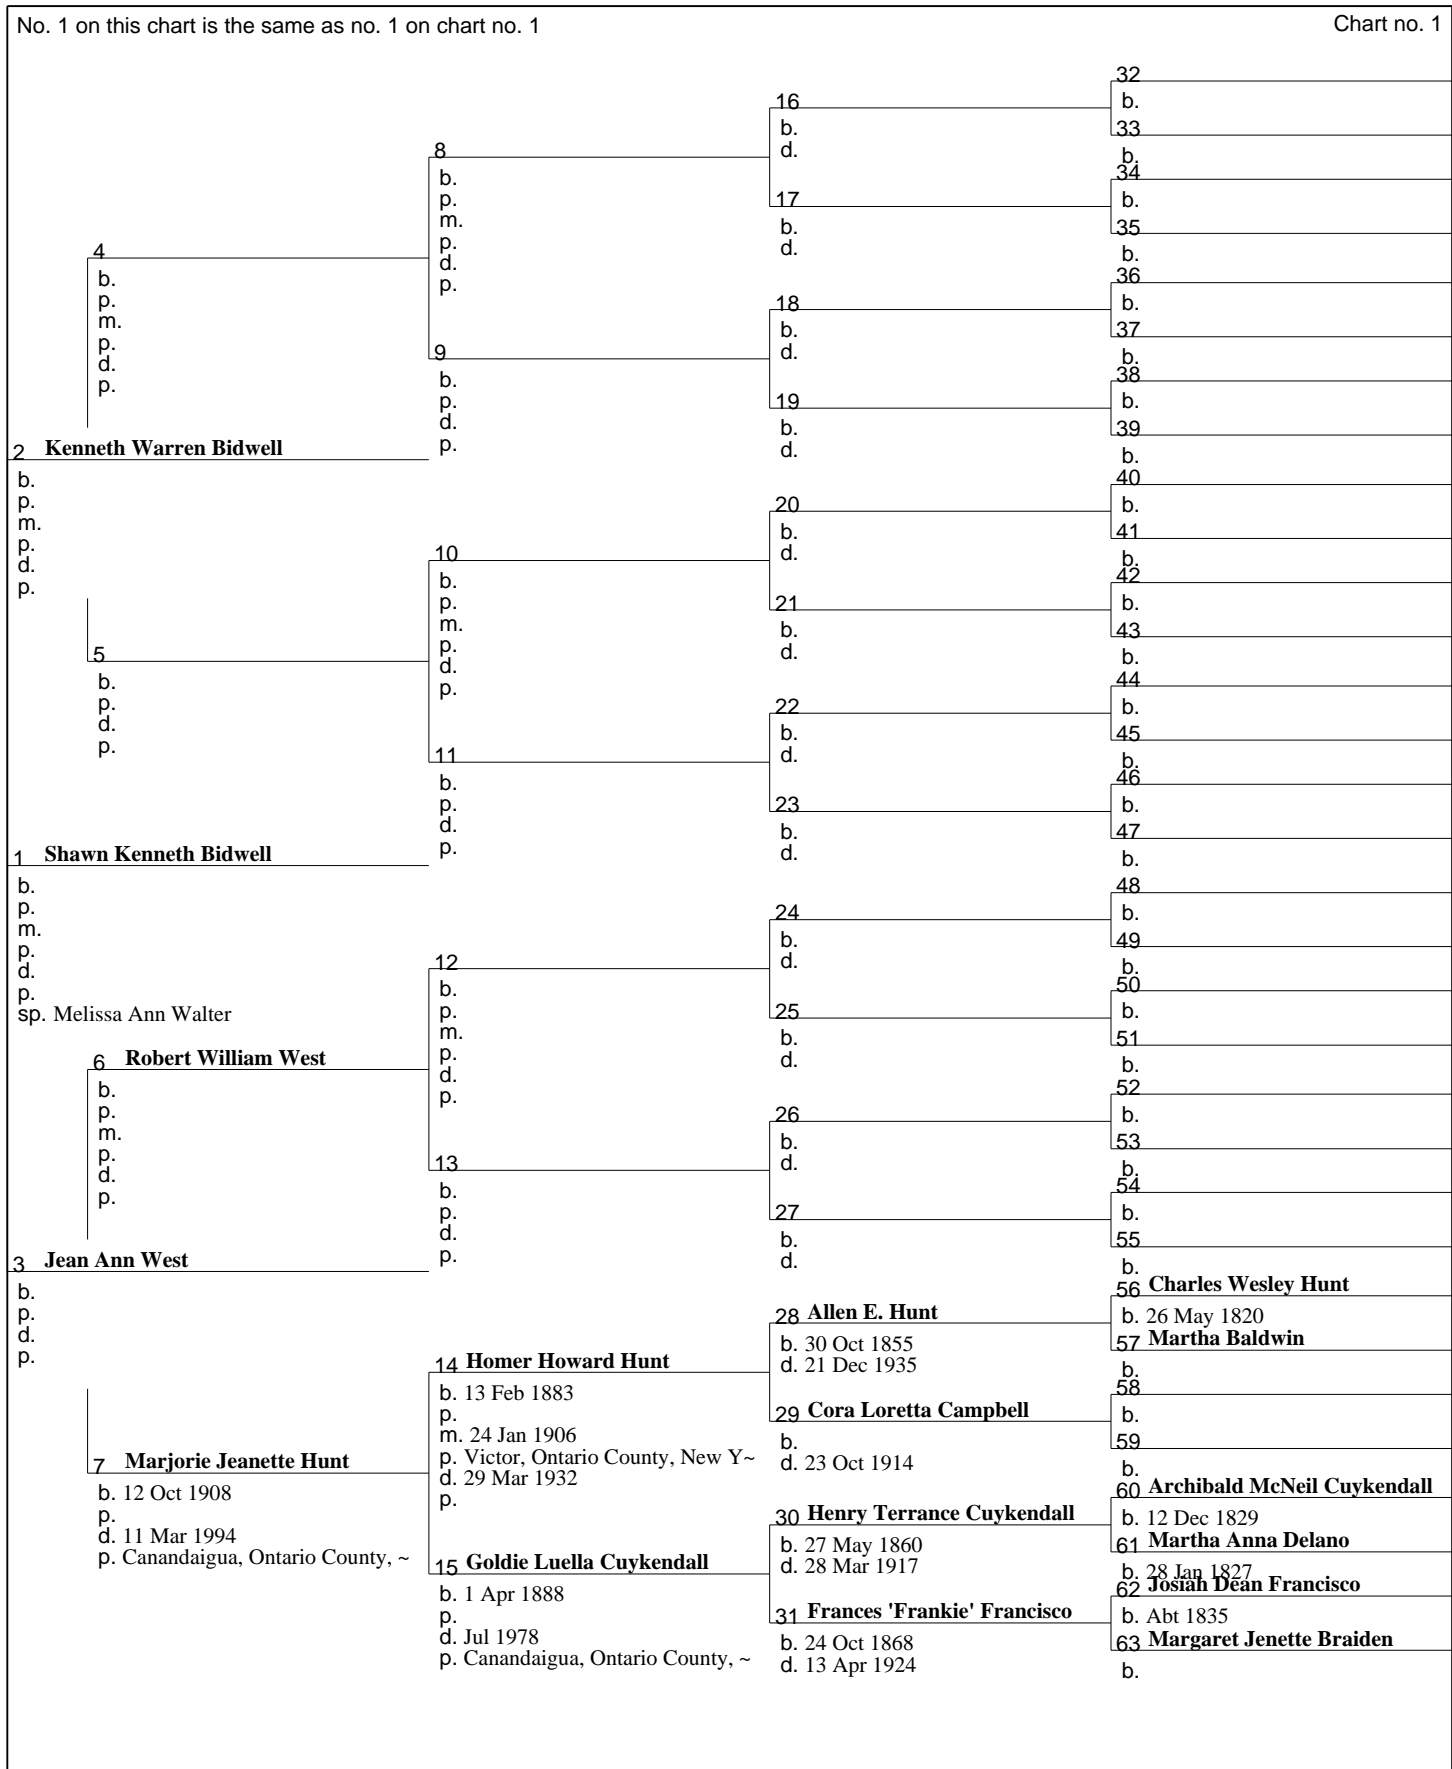 No. 1 on this chart is the same as no. 1 on chart no. 1
Chart no. 1
2 Kenneth Warren Bidwell
b.
p.
m.
p.
d.
p.
1 Shawn Kenneth Bidwell
b.
p.
m.
p.
d.
p.
sp. Melissa Ann Walter
3 Jean Ann West
b.
p.
d.
p.
4
b.
p.
m.
p.
d.
p.
5
b.
p.
d.
p.
6 Robert William West
b.
p.
m.
p.
d.
p.
7 Marjorie Jeanette Hunt
b. 12 Oct 1908
p.
d. 11 Mar 1994
p. Canandaigua, Ontario County, ~
8
b.
p.
m.
p.
d.
p.
9
b.
p.
d.
p.
10
b.
p.
m.
p.
d.
p.
11
b.
p.
d.
p.
12
b.
p.
m.
p.
d.
p.
13
b.
p.
d.
p.
14 Homer Howard Hunt
b. 13 Feb 1883
p.
m. 24 Jan 1906
p. Victor, Ontario County, New Y~
d. 29 Mar 1932
p.
15 Goldie Luella Cuykendall
b. 1 Apr 1888
p.
d. Jul 1978
p. Canandaigua, Ontario County, ~
16
b.
d.
17
b.
d.
18
b.
d.
19
b.
d.
20
b.
d.
21
b.
d.
22
b.
d.
23
b.
d.
24
b.
d.
25
b.
d.
26
b.
d.
27
b.
d.
28 Allen E. Hunt
b. 30 Oct 1855
d. 21 Dec 1935
29 Cora Loretta Campbell
b.
d. 23 Oct 1914
30 Henry Terrance Cuykendall
b. 27 May 1860
d. 28 Mar 1917
31 Frances 'Frankie' Francisco
b. 24 Oct 1868
d. 13 Apr 1924
32
b.
33
b.
34
b.
35
b.
36
b.
37
b.
38
b.
39
b.
40
b.
41
b.
42
b.
43
b.
44
b.
45
b.
46
b.
47
b.
48
b.
49
b.
50
b.
51
b.
52
b.
53
b.
54
b.
55
b.
56 Charles Wesley Hunt
b. 26 May 1820
57 Martha Baldwin
b.
58
b.
59
b.
60 Archibald McNeil Cuykendall
b. 12 Dec 1829
61 Martha Anna Delano
b. 28 Jan 1827
62 Josiah Dean Francisco
b. Abt 1835
63 Margaret Jenette Braiden
b.